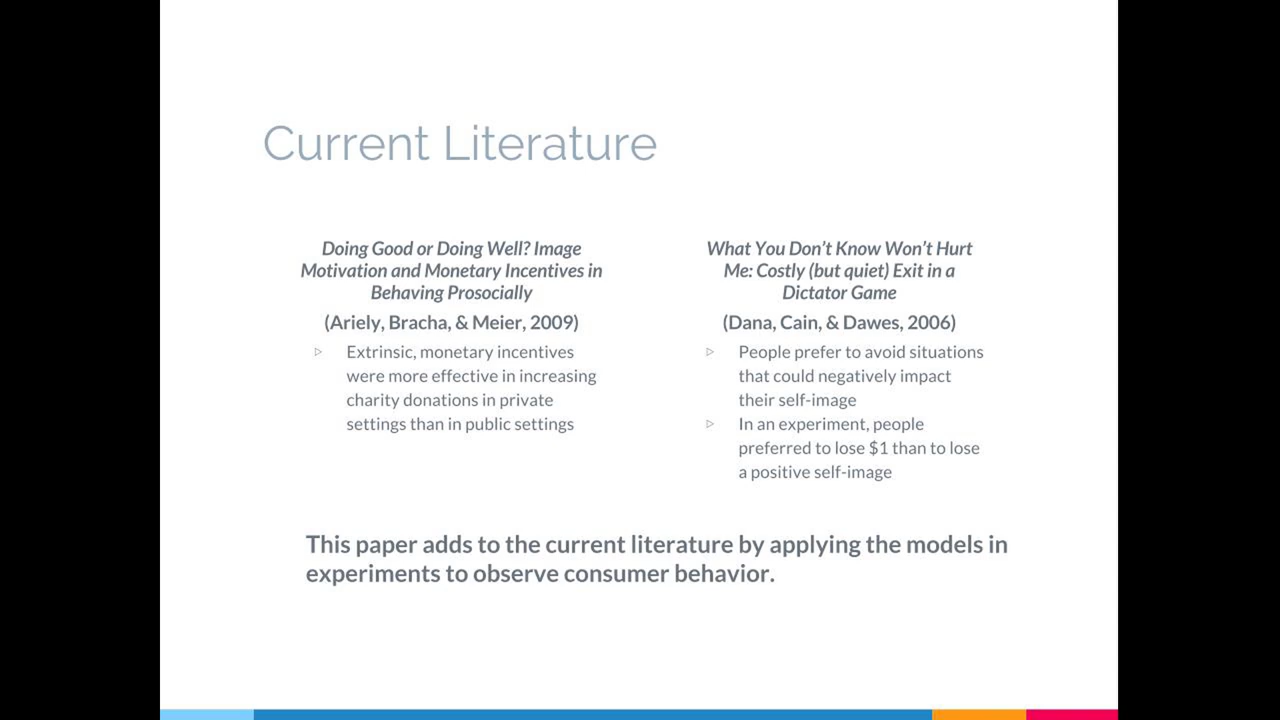 Current Literature
Doing Good or Doing Well? Image
Motivation and Monetary Incentives in
Behaving Prosocially
(Ariely, Bracha, & Meier, 2009)
▷ Extrinsic, monetary incentives
were more effective in increasing
charity donations in private
settings than in public settings
What You Don’t Know Won’t Hurt
Me: Costly (but quiet) Exit in a
Dictator Game
(Dana, Cain, & Dawes, 2006)
▷ People prefer to avoid situations
that could negatively impact
their self-image
▷ In an experiment, people
preferred to lose $1 than to lose
a positive self-image
This paper adds to the current literature by applying the models in
experiments to observe consumer behavior.